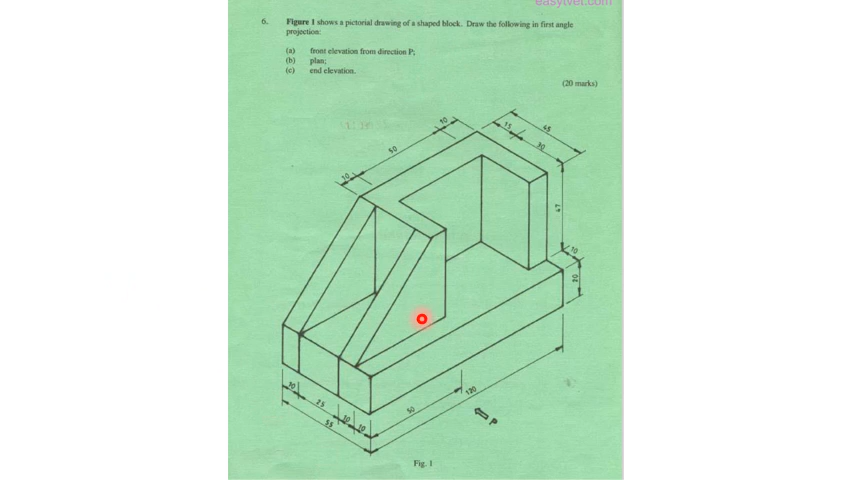 easytvet.com
6. Figure 1 shows a pictorial drawing of a shaped block. Draw the following in first angle
projection:
(a) front elevation from direction P;
(b) plan;
(c) end elevation.
(20 marks)
10
50
10
15
45
30
47
10
20
10
25
10
10
55
50
120
P
Fig. 1